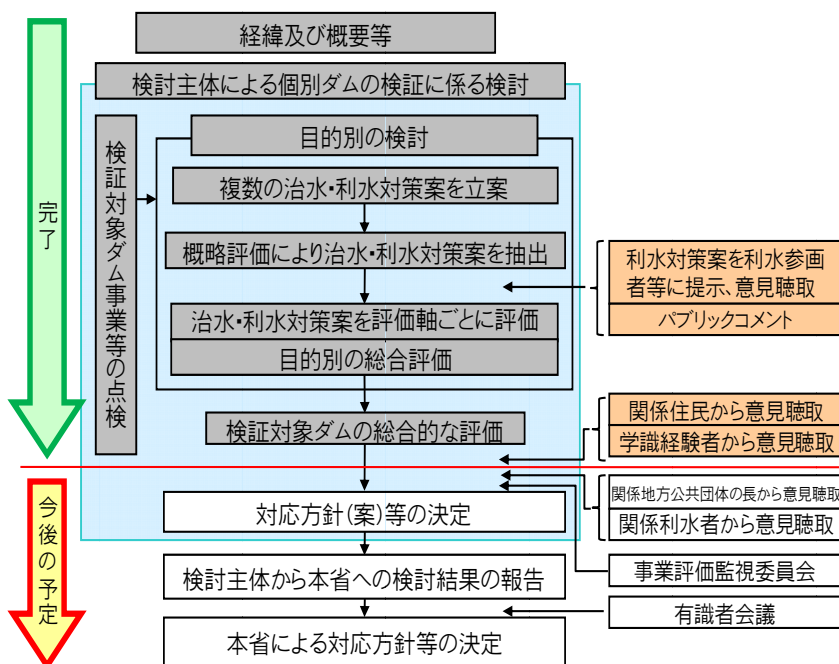 経緯及び概要等
検討主体による個別ダムの検証に係る検討
検証対象ダム事業等の点検
目的別の検討
複数の治水・利水対策案を立案
概略評価により治水・利水対策案を抽出
治水・利水対策案を評価軸ごとに評価
目的別の総合評価
検証対象ダムの総合的な評価
完了
利水対策案を利水参画
者等に提示、意見聴取
パブリックコメント
関係住民から意見聴取
学識経験者から意見聴取
今後の予定
対応方針(案)等の決定
関係地方公共団体の長から意見聴取
関係利水者から意見聴取
事業評価監視委員会
検討主体から本省への検討結果の報告
有識者会議
本省による対応方針等の決定